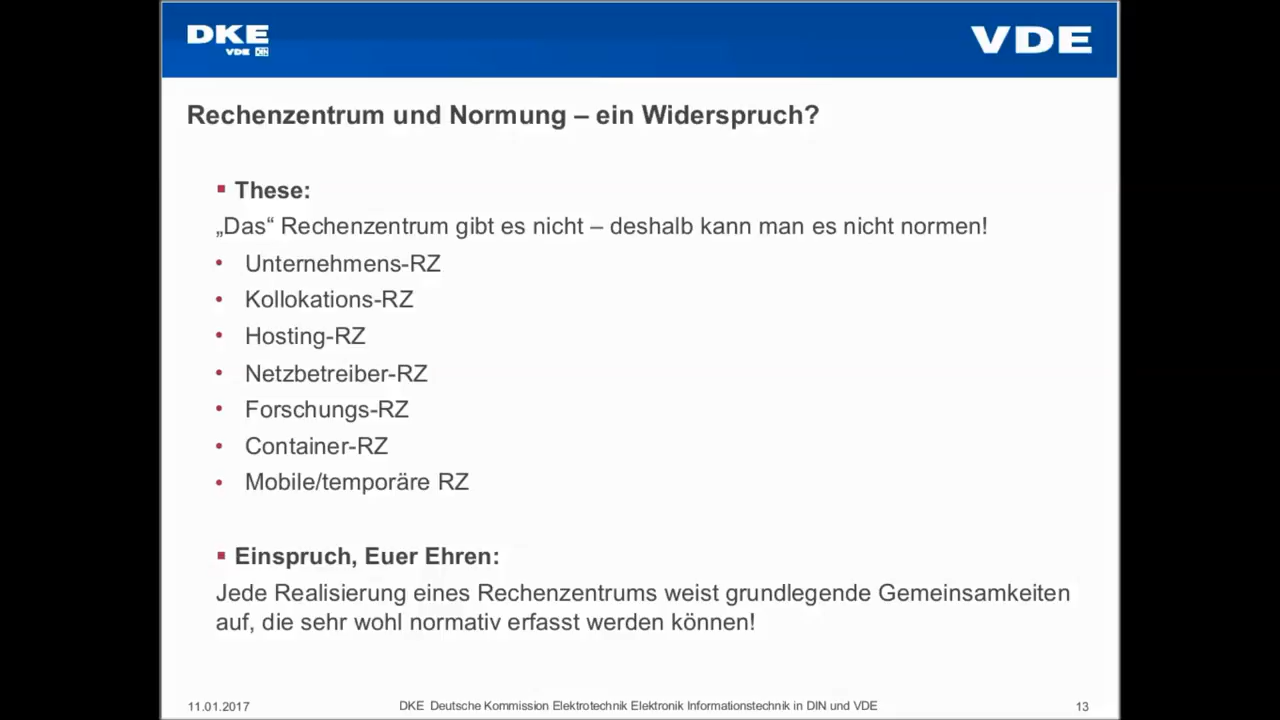 DKE
VDE DIN
VDE
Rechenzentrum und Normung – ein Widerspruch?
▪ These:
„Das“ Rechenzentrum gibt es nicht – deshalb kann man es nicht normen!
• Unternehmens-RZ
• Kollokations-RZ
• Hosting-RZ
• Netzbetreiber-RZ
• Forschungs-RZ
• Container-RZ
• Mobile/temporäre RZ
▪ Einspruch, Euer Ehren:
Jede Realisierung eines Rechenzentrums weist grundlegende Gemeinsamkeiten
auf, die sehr wohl normativ erfasst werden können!
11.01.2017 DKE Deutsche Kommission Elektrotechnik Elektronik Informationstechnik in DIN und VDE 13